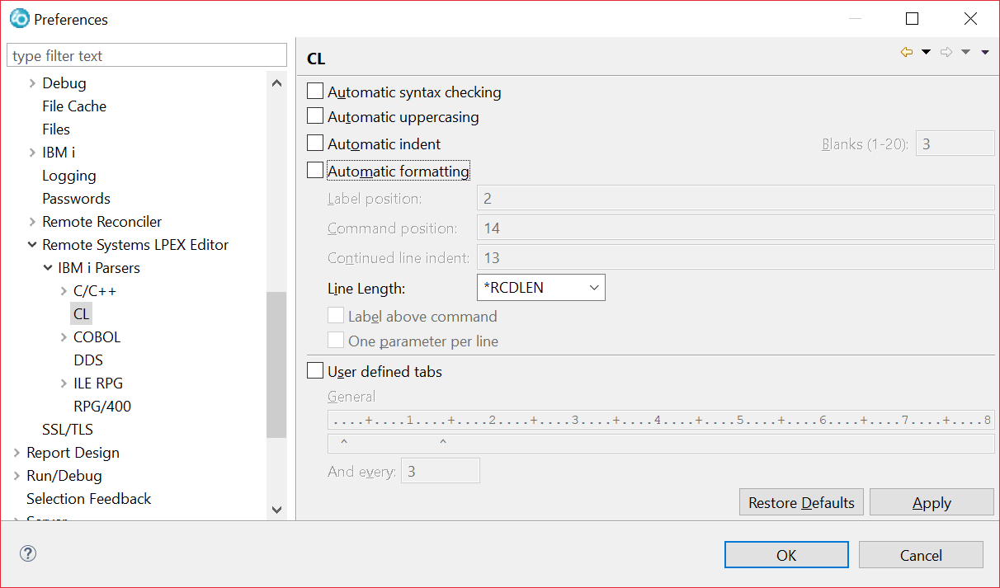 Preferences
type filter text
Debug
File Cache
Files
IBM i
Logging
Passwords
Remote Reconciler
Remote Systems LPEX Editor
IBM i Parsers
C/C++
CL
COBOL
DDS
ILE RPG
RPG/400
SSL/TLS
Report Design
Run/Debug
Selection Feedback
Server
CL
Automatic syntax checking
Automatic uppercasing
Automatic indent Blanks (1-20): 3
Automatic formatting
Label position: 2
Command position: 14
Continued line indent: 13
Line Length: *RCDLEN
Label above command
One parameter per line
User defined tabs
General
....+....1....+....2....+....3....+....4....+....5....+....6....+....7....+....8
^ ^
And every: 3
Restore Defaults Apply
? OK Cancel